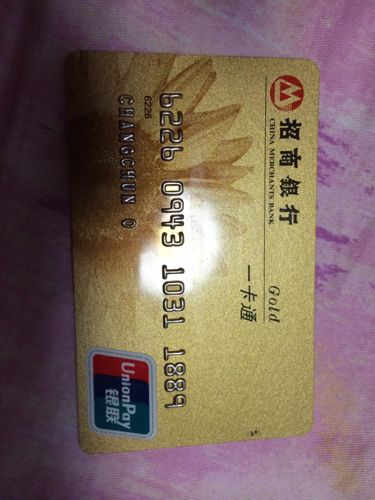 招商银行
CHINA MERCHANTS BANK
Gold
一卡通
6226 0943 1031 1889
6226
CHANGCHUN 0
UnionPay
银联